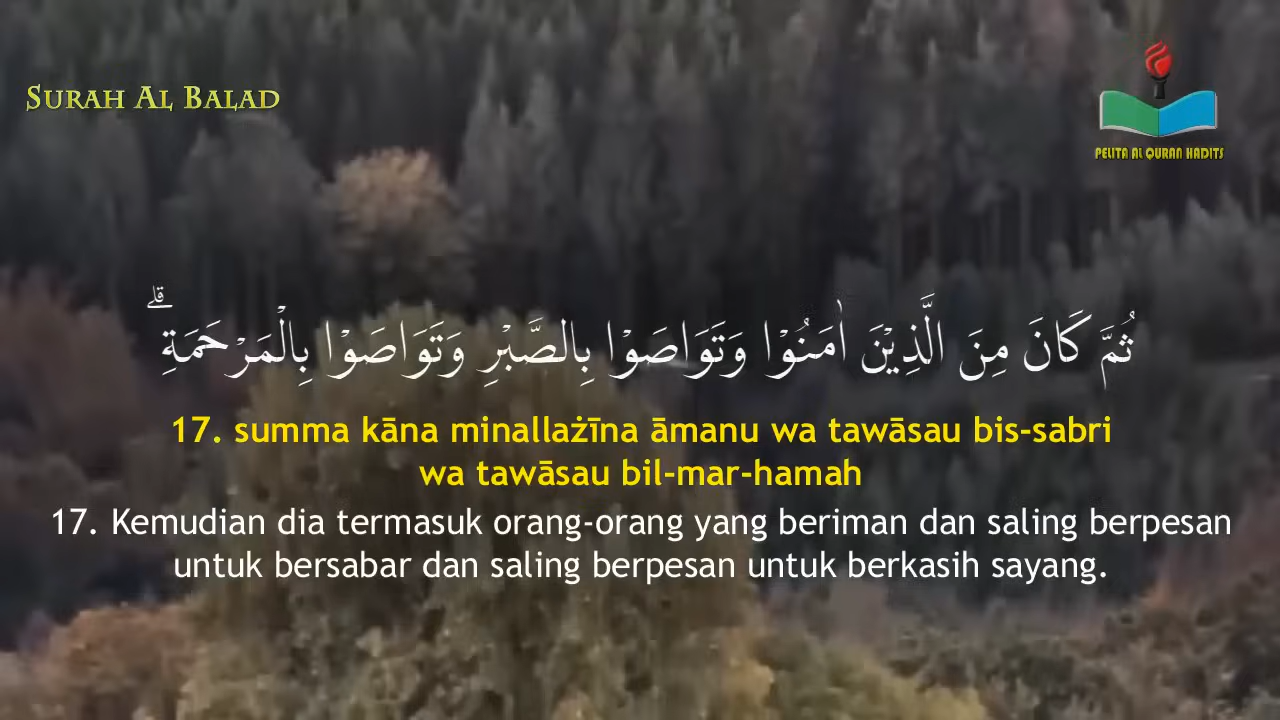 SURAH AL BALAD
PELITA AL QURAN HADITS
ثُمَّ كَانَ مِنَ الَّذِيْنَ اٰمَنُوْا وَتَوَاصَوْا بِالصَّبْرِ وَتَوَاصَوْا بِالْمَرْحَمَةِۗ
17. summa kāna minallażīna āmanu wa tawāsau bis-sabri
wa tawāsau bil-mar-hamah
17. Kemudian dia termasuk orang-orang yang beriman dan saling berpesan
untuk bersabar dan saling berpesan untuk berkasih sayang.